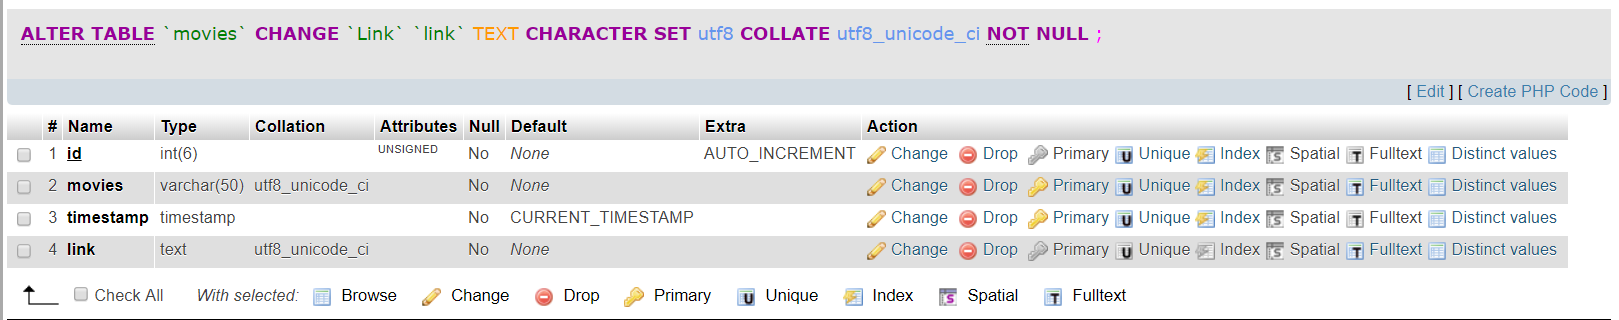 ALTER TABLE `movies` CHANGE `Link` `link` TEXT CHARACTER SET utf8 COLLATE utf8_unicode_ci NOT NULL ;
[ Edit ] [ Create PHP Code ]
# Name Type Collation Attributes Null Default Extra Action
1 id int(6) UNSIGNED No None AUTO_INCREMENT Change Drop Primary Unique Index Spatial Fulltext Distinct values
2 movies varchar(50) utf8_unicode_ci No None Change Drop Primary Unique Index Spatial Fulltext Distinct values
3 timestamp timestamp No CURRENT_TIMESTAMP Change Drop Primary Unique Index Spatial Fulltext Distinct values
4 link text utf8_unicode_ci No None Change Drop Primary Unique Index Spatial Fulltext Distinct values
Check All With selected: Browse Change Drop Primary Unique Index Spatial Fulltext